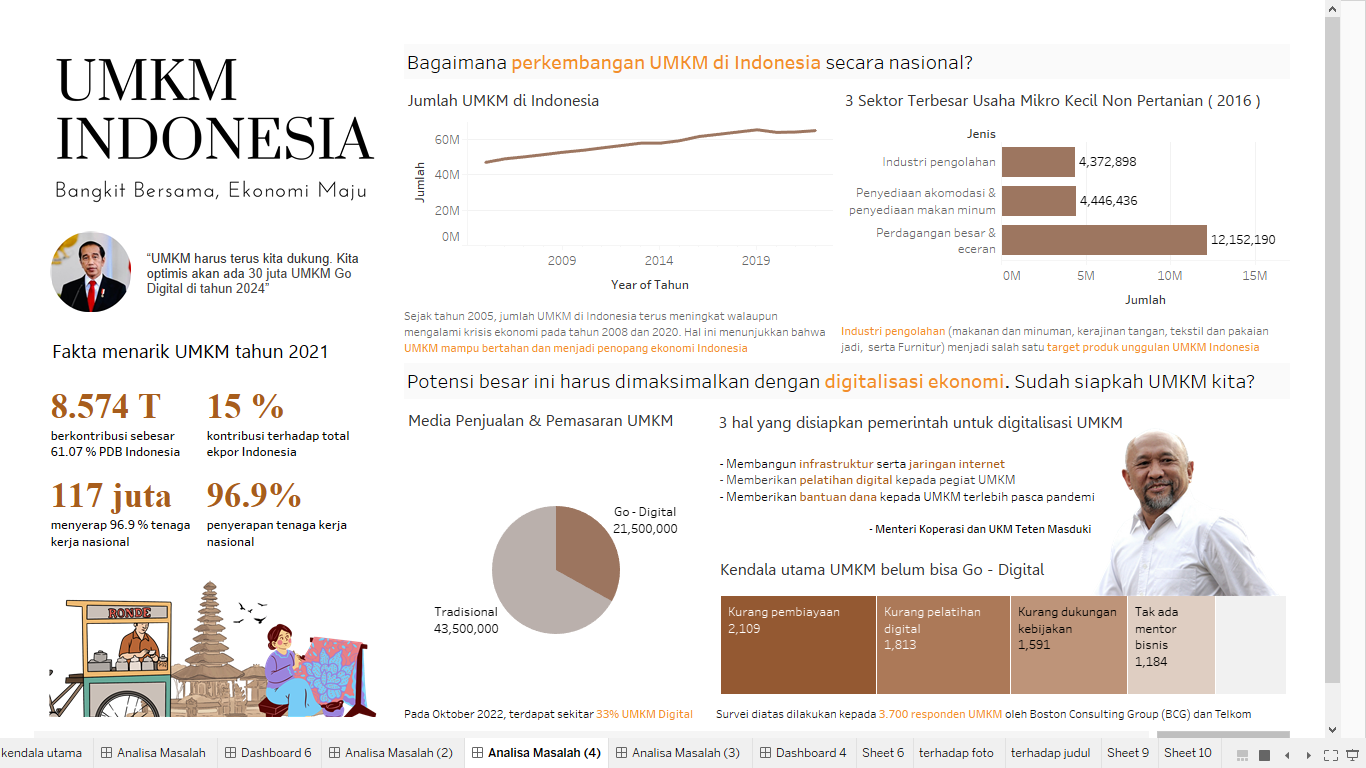 UMKM
INDONESIA
Bangkit Bersama, Ekonomi Maju
“UMKM harus terus kita dukung. Kita
optimis akan ada 30 juta UMKM Go
Digital di tahun 2024”
Fakta menarik UMKM tahun 2021
8.574 T
berkontribusi sebesar
61.07 % PDB Indonesia
15 %
kontribusi terhadap total
ekpor Indonesia
117 juta
menyerap 96.9 % tenaga
kerja nasional
96.9%
penyerapan tenaga kerja
nasional
RONDE
Bagaimana perkembangan UMKM di Indonesia secara nasional?
Jumlah UMKM di Indonesia
Jumlah
60M
40M
20M
0M
2009
2014
2019
Year of Tahun
Sejak tahun 2005, jumlah UMKM di Indonesia terus meningkat walaupun
mengalami krisis ekonomi pada tahun 2008 dan 2020. Hal ini menunjukkan bahwa
UMKM mampu bertahan dan menjadi penopang ekonomi Indonesia
3 Sektor Terbesar Usaha Mikro Kecil Non Pertanian ( 2016 )
Jenis
Industri pengolahan
4,372,898
Penyediaan akomodasi &
penyediaan makan minum
4,446,436
Perdagangan besar &
eceran
12,152,190
0M
5M
10M
15M
Jumlah
Industri pengolahan (makanan dan minuman, kerajinan tangan, tekstil dan pakaian
jadi, serta Furnitur) menjadi salah satu target produk unggulan UMKM Indonesia
Potensi besar ini harus dimaksimalkan dengan digitalisasi ekonomi. Sudah siapkah UMKM kita?
Media Penjualan & Pemasaran UMKM
Go - Digital
21,500,000
Tradisional
43,500,000
Pada Oktober 2022, terdapat sekitar 33% UMKM Digital
3 hal yang disiapkan pemerintah untuk digitalisasi UMKM
- Membangun infrastruktur serta jaringan internet
- Memberikan pelatihan digital kepada pegiat UMKM
- Memberikan bantuan dana kepada UMKM terlebih pasca pandemi
- Menteri Koperasi dan UKM Teten Masduki
Kendala utama UMKM belum bisa Go - Digital
Kurang pembiayaan
2,109
Kurang pelatihan
digital
1,813
Kurang dukungan
kebijakan
1,591
Tak ada
mentor
bisnis
1,184
Survei diatas dilakukan kepada 3.700 responden UMKM oleh Boston Consulting Group (BCG) dan Telkom
kendala utama
Analisa Masalah
Dashboard 6
Analisa Masalah (2)
Analisa Masalah (4)
Analisa Masalah (3)
Dashboard 4
Sheet 6
terhadap foto
terhadap judul
Sheet 9
Sheet 10